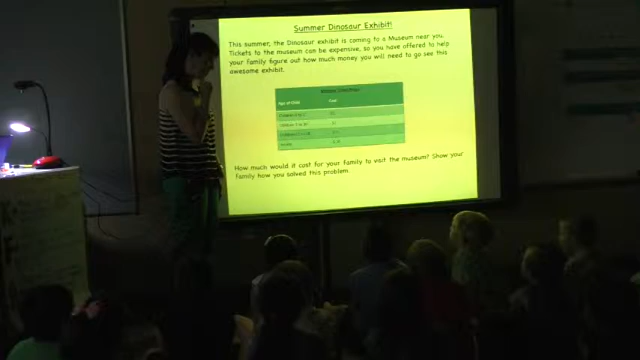 Summer Dinosaur Exhibit!
This summer, the Dinosaur exhibit is coming to a Museum near you.
Tickets to the museum can be expensive, so you have offered to help
your family figure out how much money you will need to go see this
awesome exhibit.
Age of Child Cost
How much would it cost for your family to visit the museum? Show your
family how you solved this problem.